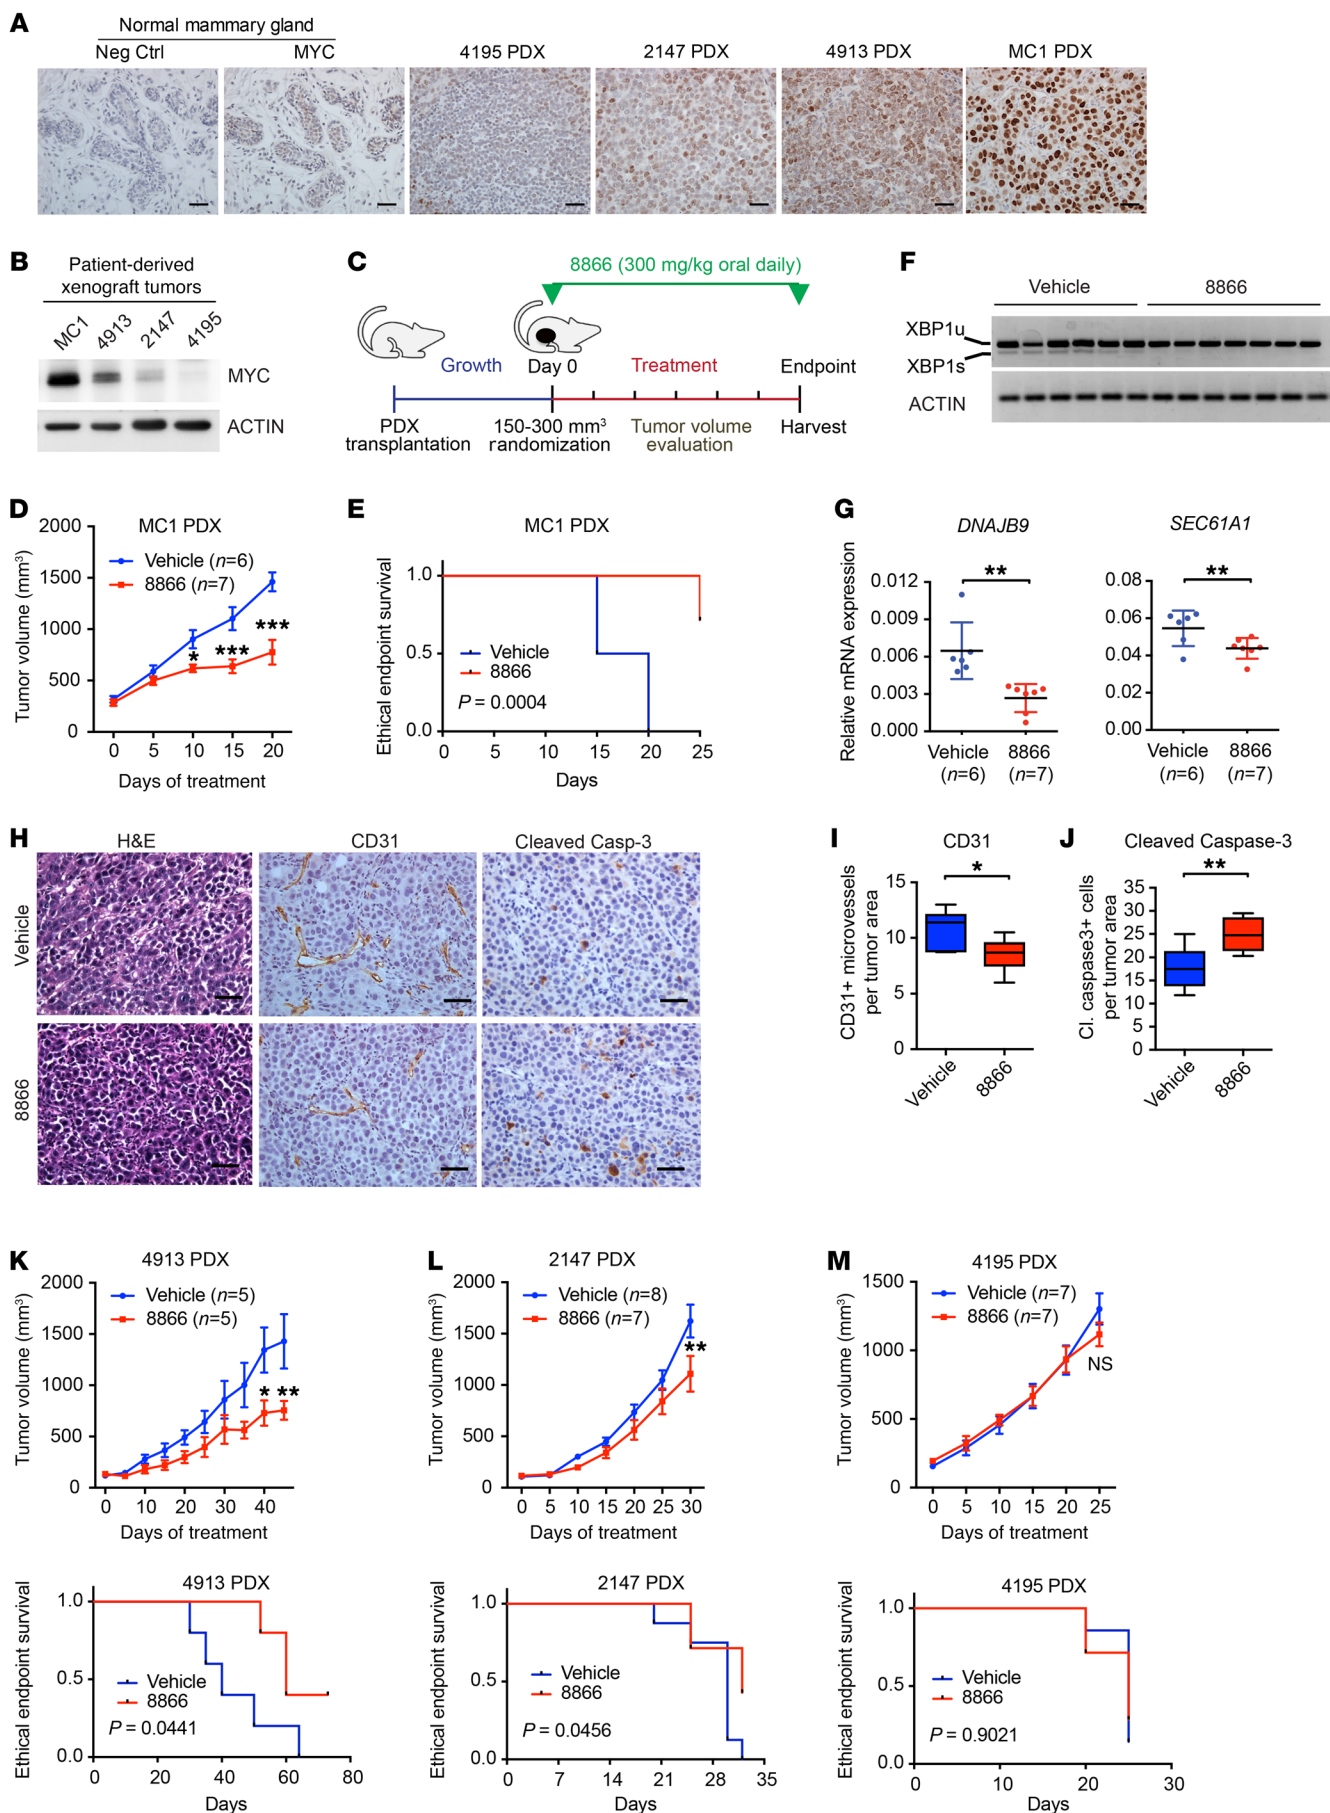 A
Normal mammary gland
Neg Ctrl
MYC
4195 PDX
2147 PDX
4913 PDX
MC1 PDX
B
Patient-derived
xenograft tumors
MC1
4913
2147
4195
MYC
ACTIN
C
8866 (300 mg/kg oral daily)
Growth
Day 0
Treatment
Endpoint
PDX
transplantation
150-300 mm³
randomization
Tumor volume
evaluation
Harvest
F
Vehicle
8866
XBP1u
XBP1s
ACTIN
D
MC1 PDX
Tumor volume (mm³)
2000
1500
1000
500
0
Vehicle (n=6)
8866 (n=7)
*
***
***
0 5 10 15 20
Days of treatment
E
MC1 PDX
Ethical endpoint survival
1.0
0.5
0.0
Vehicle
8866
P = 0.0004
0 5 10 15 20 25
Days
G
DNAJB9
Relative mRNA expression
0.012
0.009
0.006
0.003
0.000
**
Vehicle
(n=6)
8866
(n=7)
SEC61A1
0.08
0.06
0.04
0.02
0.00
**
Vehicle
(n=6)
8866
(n=7)
H
H&E
CD31
Cleaved Casp-3
Vehicle
8866
I
CD31
CD31+ microvessels
per tumor area
15
10
5
0
*
Vehicle
8866
J
Cleaved Caspase-3
Cl. caspase3+ cells
per tumor area
35
30
25
20
15
10
5
0
**
Vehicle
8866
K
4913 PDX
Tumor volume (mm³)
2000
1500
1000
500
0
Vehicle (n=5)
8866 (n=5)
* **
0 10 20 30 40
Days of treatment
4913 PDX
Ethical endpoint survival
1.0
0.5
0.0
Vehicle
8866
P = 0.0441
0 20 40 60 80
Days
L
2147 PDX
Tumor volume (mm³)
2000
1500
1000
500
0
Vehicle (n=8)
8866 (n=7)
**
0 5 10 15 20 25 30
Days of treatment
2147 PDX
Ethical endpoint survival
1.0
0.5
0.0
Vehicle
8866
P = 0.0456
0 7 14 21 28 35
Days
M
4195 PDX
Tumor volume (mm³)
1500
1000
500
0
Vehicle (n=7)
8866 (n=7)
NS
0 5 10 15 20 25
Days of treatment
4195 PDX
Ethical endpoint survival
1.0
0.5
0.0
Vehicle
8866
P = 0.9021
0 10 20 30
Days